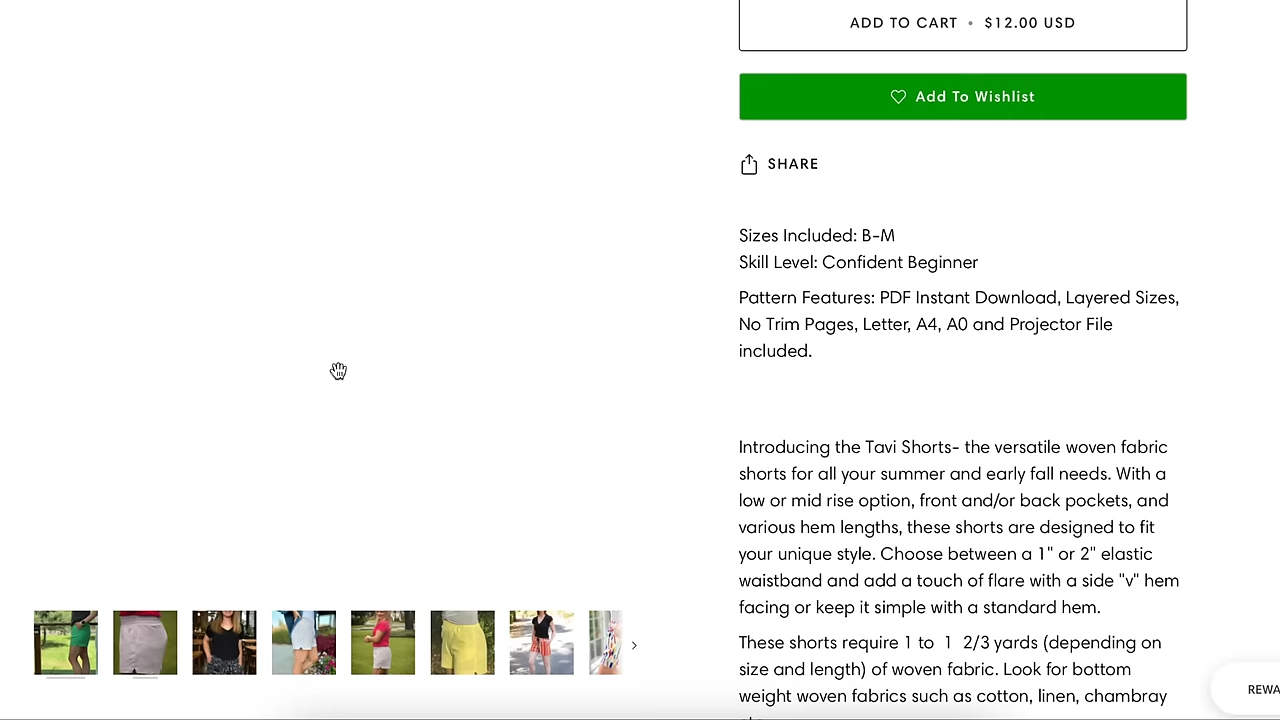 ADD TO CART • $12.00 USD
Add To Wishlist
SHARE
Sizes Included: B-M
Skill Level: Confident Beginner
Pattern Features: PDF Instant Download, Layered Sizes,
No Trim Pages, Letter, A4, A0 and Projector File
included.
Introducing the Tavi Shorts- the versatile woven fabric
shorts for all your summer and early fall needs. With a
low or mid rise option, front and/or back pockets, and
various hem lengths, these shorts are designed to fit
your unique style. Choose between a 1" or 2" elastic
waistband and add a touch of flare with a side "v" hem
facing or keep it simple with a standard hem.
These shorts require 1 to 1 2/3 yards (depending on
size and length) of woven fabric. Look for bottom
weight woven fabrics such as cotton, linen, chambray
REWA